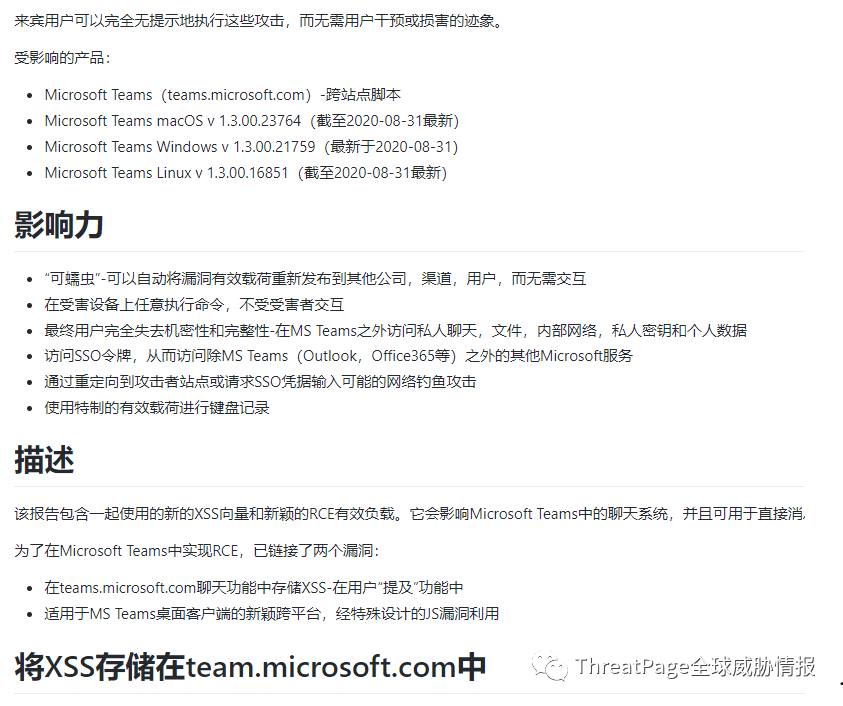 来宾用户可以完全无提示地执行这些攻击，而无需用户干预或损害的迹象。
受影响的产品：
Microsoft Teams（teams.microsoft.com）-跨站点脚本
Microsoft Teams macOS v 1.3.00.23764（截至2020-08-31最新）
Microsoft Teams Windows v 1.3.00.21759（最新于2020-08-31）
Microsoft Teams Linux v 1.3.00.16851（截至2020-08-31最新）
影响力
“可蠕虫”-可以自动将漏洞有效载荷重新发布到其他公司，渠道，用户，而无需交互
在受害设备上任意执行命令，不受受害者交互
最终用户完全失去机密性和完整性-在MS Teams之外访问私人聊天，文件，内部网络，私人密钥和个人数据
访问SSO令牌，从而访问除MS Teams（Outlook，Office365等）之外的其他Microsoft服务
通过重定向到攻击者站点或请求SSO凭据输入可能的网络钓鱼攻击
使用特制的有效载荷进行键盘记录
描述
该报告包含一起使用的新的XSS向量和新颖的RCE有效负载。它会影响Microsoft Teams中的聊天系统，并且可用于直接消
为了在Microsoft Teams中实现RCE，已链接了两个漏洞：
在teams.microsoft.com聊天功能中存储XSS-在用户“提及”功能中
适用于MS Teams桌面客户端的新颖跨平台，经特殊设计的JS漏洞利用
将XSS存储在team.microsoft.com中
ThreatPage全球威胁情报